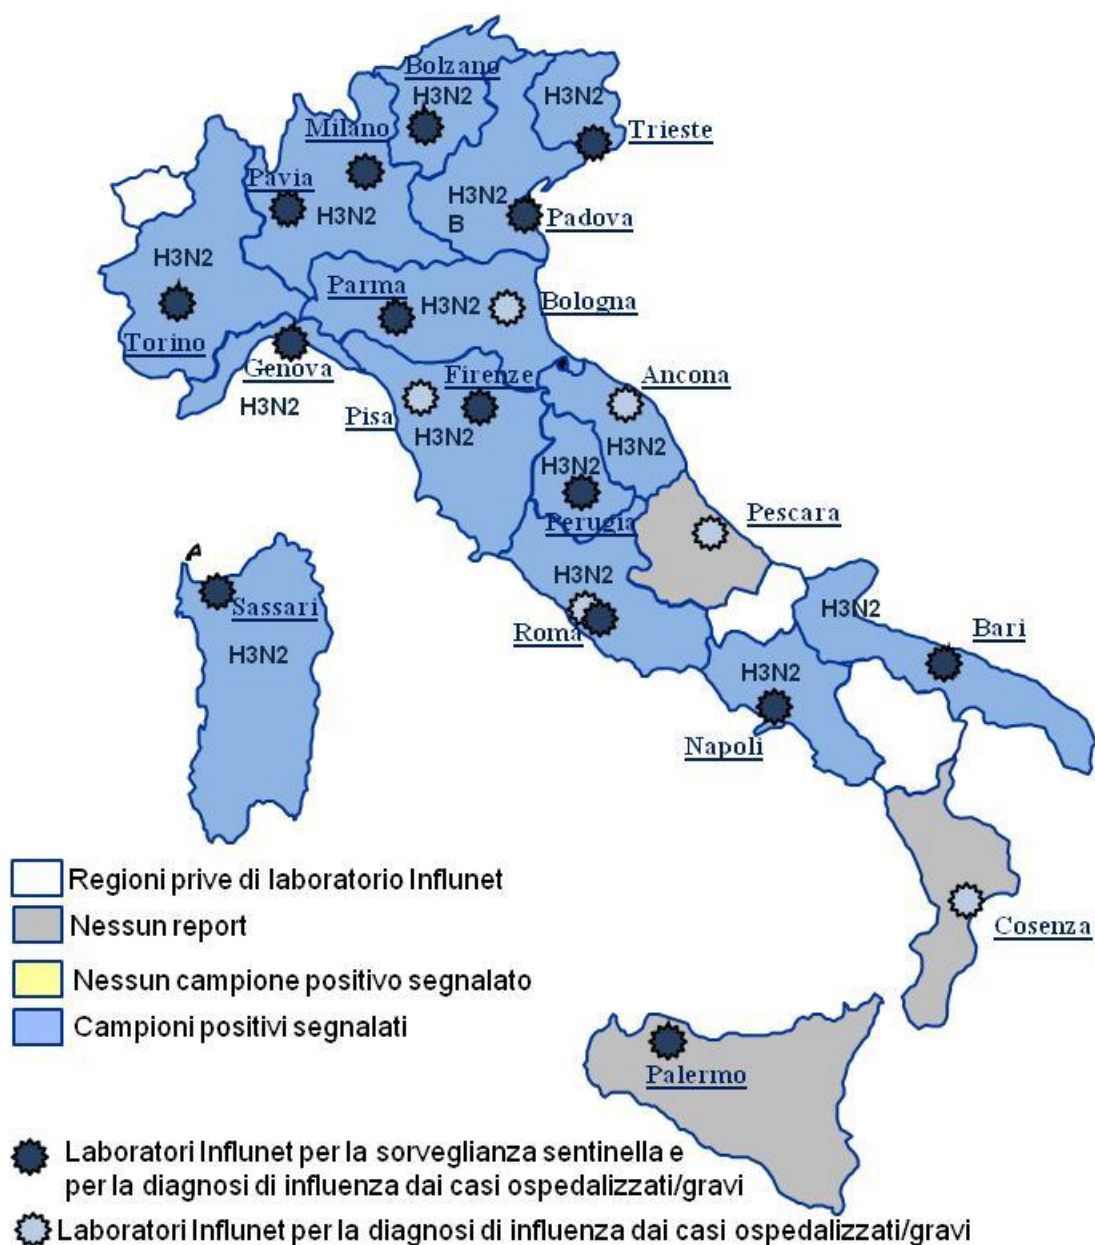 Bolzano
H3N2
H3N2
Milano
Trieste
Pavia
H3N2
H3N2
B
Padova
H3N2
Parma
H3N2
Bologna
Torino
Genova
H3N2
Firenze
Ancona
Pisa
H3N2
H3N2
H3N2
Perugia
Pescara
H3N2
Roma
Sassari
H3N2
H3N2
Bari
H3N2
Napoli
Regioni prive di laboratorio Influnet
Nessun report
Cosenza
Nessun campione positivo segnalato
Campioni positivi segnalati
Palermo
Laboratori Influnet per la sorveglianza sentinella e
per la diagnosi di influenza dai casi ospedalizzati/gravi
Laboratori Influnet per la diagnosi di influenza dai casi ospedalizzati/gravi